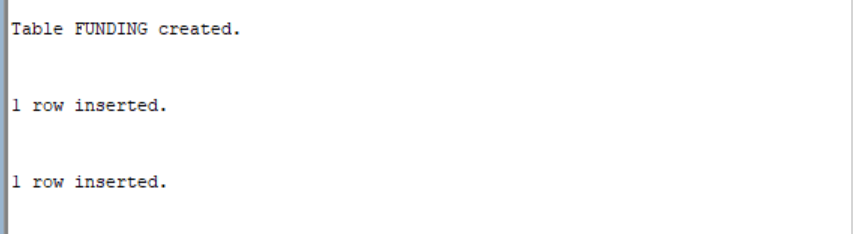 Table FUNDING created.
1 row inserted.
1 row inserted.